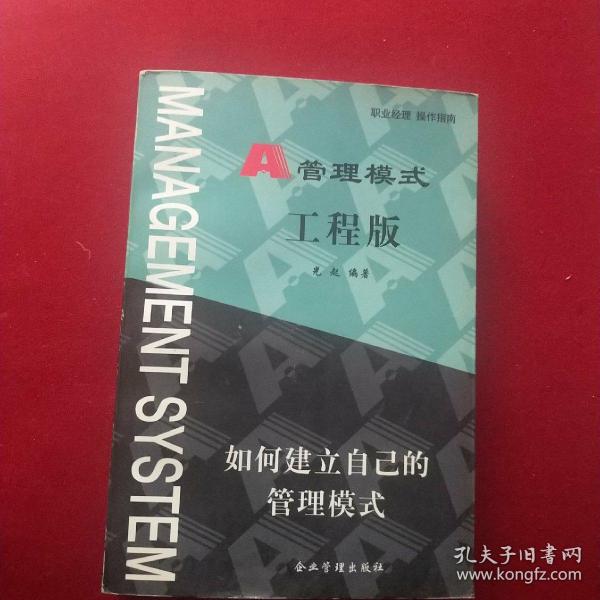 职业经理 操作指南
A管理模式
工程版
光赵 编著
MANAGEMENT SYSTEM
如何建立自己的
管理模式
企业管理出版社
孔夫子旧书网
www.kongfz.com